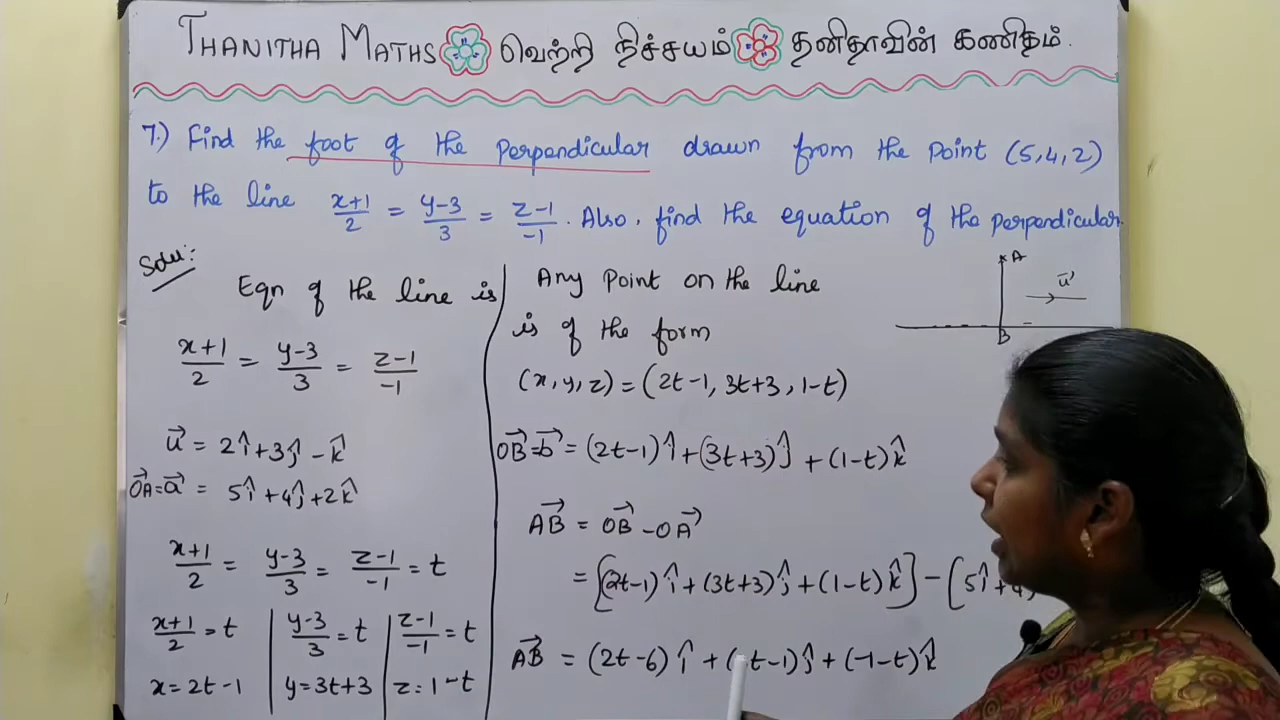 THANITHA MATHS வெற்றி நிச்சயம் தனிதாவின் கணிதம்.
7.) Find the foot of the perpendicular drawn from the point (5,4,2)
to the line x+1/2 = y-3/3 = z-1/-1. Also, find the equation of the perpendicular.
Solu:
Eqn of the line is
x+1/2 = y-3/3 = z-1/-1
u⃗ = 2î+3ĵ-k⃗
OA⃗=a⃗ = 5î+4ĵ+2k̂
x+1/2 = y-3/3 = z-1/-1 = t
x+1/2 = t | y-3/3 = t | z-1/-1 = t
x=2t-1 | y=3t+3 | z=1-t
Any point on the line
is of the form
(x,y,z) = (2t-1, 3t+3, 1-t)
OB⃗=b⃗ = (2t-1)î+(3t+3)ĵ+(1-t)k̂
AB⃗ = OB⃗-OA⃗
= [(2t-1)î+(3t+3)ĵ+(1-t)k̂]-[5î+4
AB⃗ = (2t-6)î+( t-1)ĵ+(-1-t)k̂
A
u⃗
B